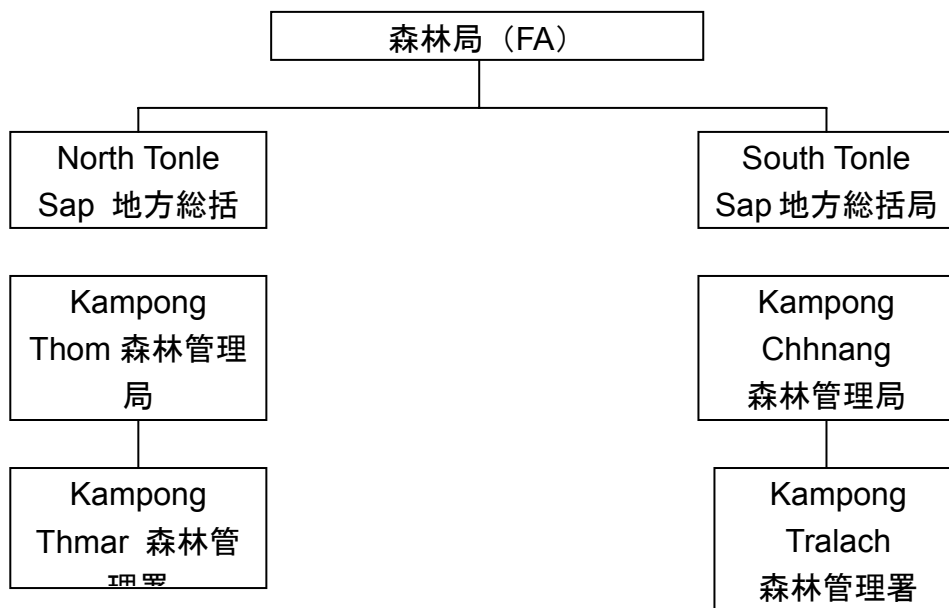 森林局（FA）
North Tonle
Sap 地方総括
South Tonle
Sap 地方総括局
Kampong
Thom 森林管理
局
Kampong
Chhnang
森林管理局
Kampong
Thmar 森林管
理署
Kampong
Tralach
森林管理署